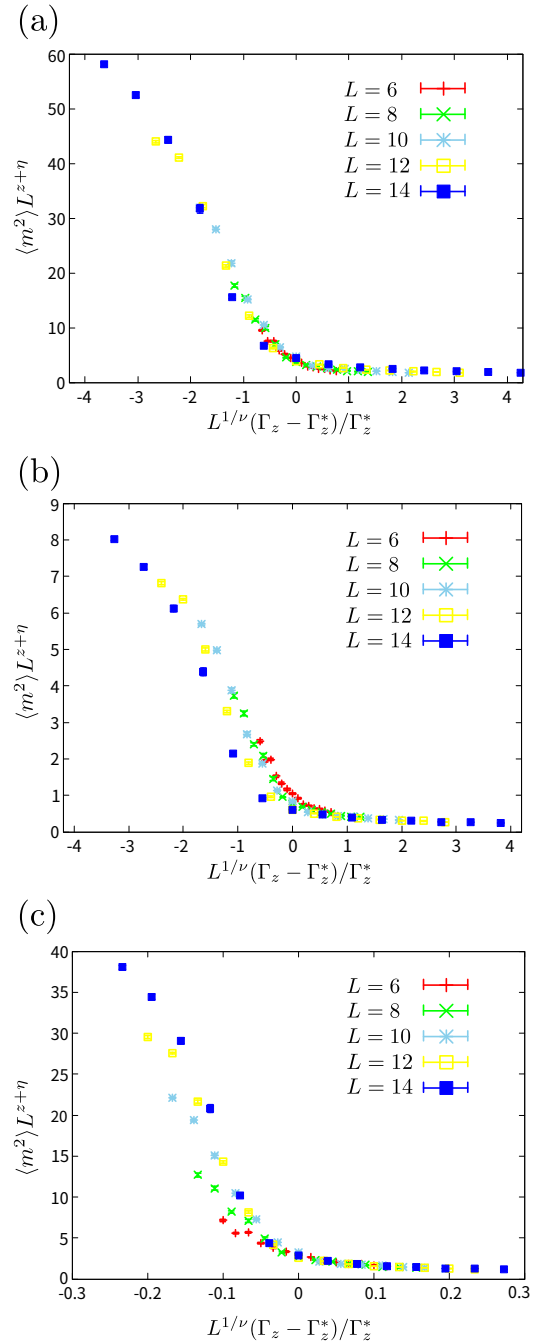 (a)
60
50
40
30
20
10
0
⟨m²⟩L^{z+η}
L = 6
L = 8
L = 10
L = 12
L = 14
-4 -3 -2 -1 0 1 2 3 4
L^{1/ν}(Γ_z − Γ_z^*)/Γ_z^*
(b)
9
8
7
6
5
4
3
2
1
0
⟨m²⟩L^{z+η}
L = 6
L = 8
L = 10
L = 12
L = 14
-4 -3 -2 -1 0 1 2 3 4
L^{1/ν}(Γ_z − Γ_z^*)/Γ_z^*
(c)
40
35
30
25
20
15
10
5
0
⟨m²⟩L^{z+η}
L = 6
L = 8
L = 10
L = 12
L = 14
-0.3 -0.2 -0.1 0 0.1 0.2 0.3
L^{1/ν}(Γ_z − Γ_z^*)/Γ_z^*